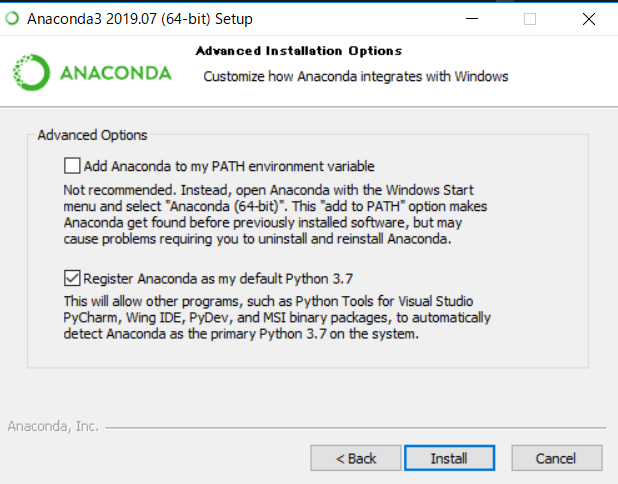 Anaconda3 2019.07 (64-bit) Setup
Advanced Installation Options
ANACONDA
Customize how Anaconda integrates with Windows
Advanced Options
Add Anaconda to my PATH environment variable
Not recommended. Instead, open Anaconda with the Windows Start
menu and select "Anaconda (64-bit)". This "add to PATH" option makes
Anaconda get found before previously installed software, but may
cause problems requiring you to uninstall and reinstall Anaconda.
Register Anaconda as my default Python 3.7
This will allow other programs, such as Python Tools for Visual Studio
PyCharm, Wing IDE, PyDev, and MSI binary packages, to automatically
detect Anaconda as the primary Python 3.7 on the system.
Anaconda, Inc.
< Back Install Cancel